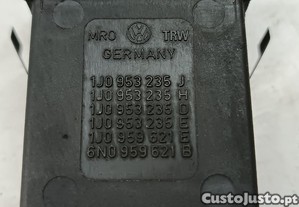 MRO VW TRW
GERMANY
1J0 953 235 J
1J0 953 235 H
1J0 953 235 D
1J0 953 235 E
1J0 959 621 E
6N0 959 621 B
CustoJusto.pt